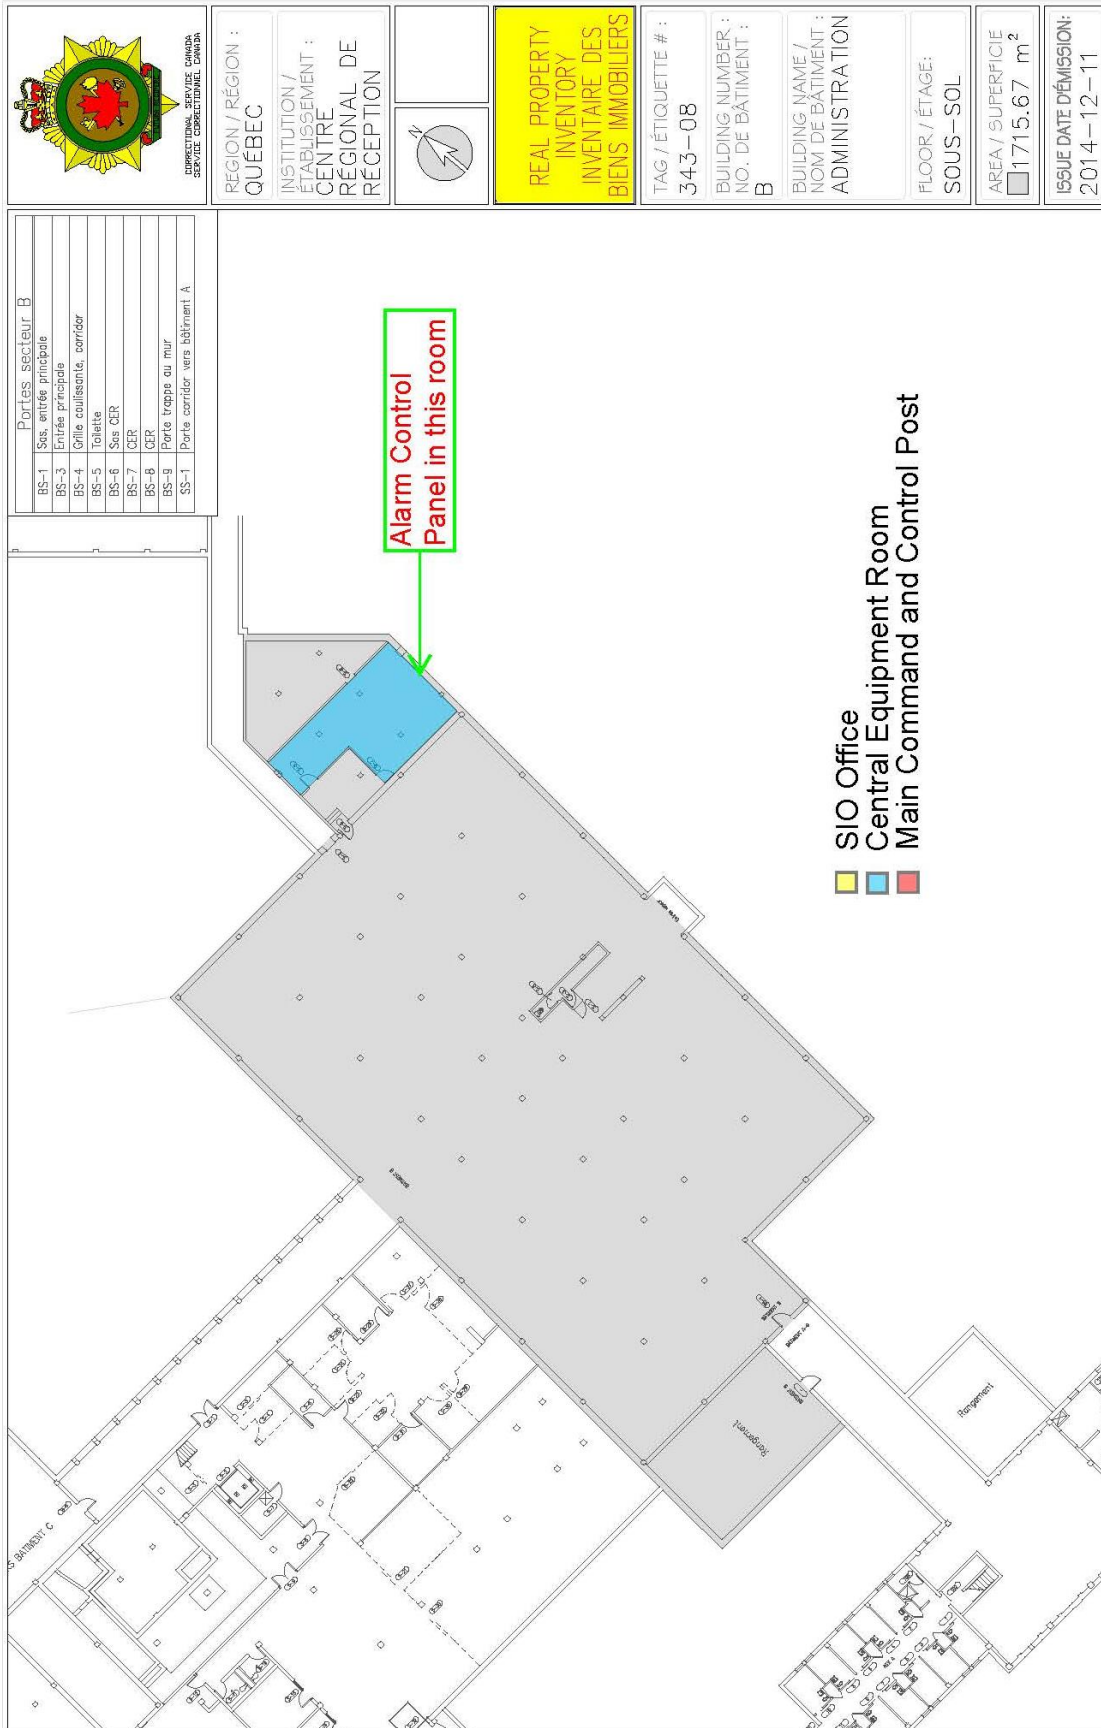 CORRECTIONAL SERVICE CANADA
SERVICE CORRECTIONNEL CANADA
RÉGION / RÉGION :
QUÉBEC
INSTITUTION /
ÉTABLISSEMENT :
CENTRE
RÉGIONAL DE
RÉCEPTION
N
REAL PROPERTY
INVENTORY
INVENTAIRE DES
BIENS IMMOBILIERS
TAG / ÉTIQUETTE # :
343-08
BUILDING NUMBER :
NO. DE BÂTIMENT :
B
BUILDING NAME /
NOM DE BÂTIMENT :
ADMINISTRATION
FLOOR / ÉTAGE:
SOUS-SOL
AREA / SUPERFICIE
1715.67 m²
ISSUE DATE D'ÉMISSION:
2014-12-11
Portes secteur B
BS-1 Sas, entrée principale
BS-3 Entrée principale
BS-4 Grille coulissante, corridor
BS-5 Toilette
BS-6 Sas CER
BS-7 CER
BS-8 CER
BS-9 Porte trappe au mur
SS-1 Porte corridor vers bâtiment A
Alarm Control
Panel in this room
SIO Office
Central Equipment Room
Main Command and Control Post
S BATIMENT C
Rangement
Rangement